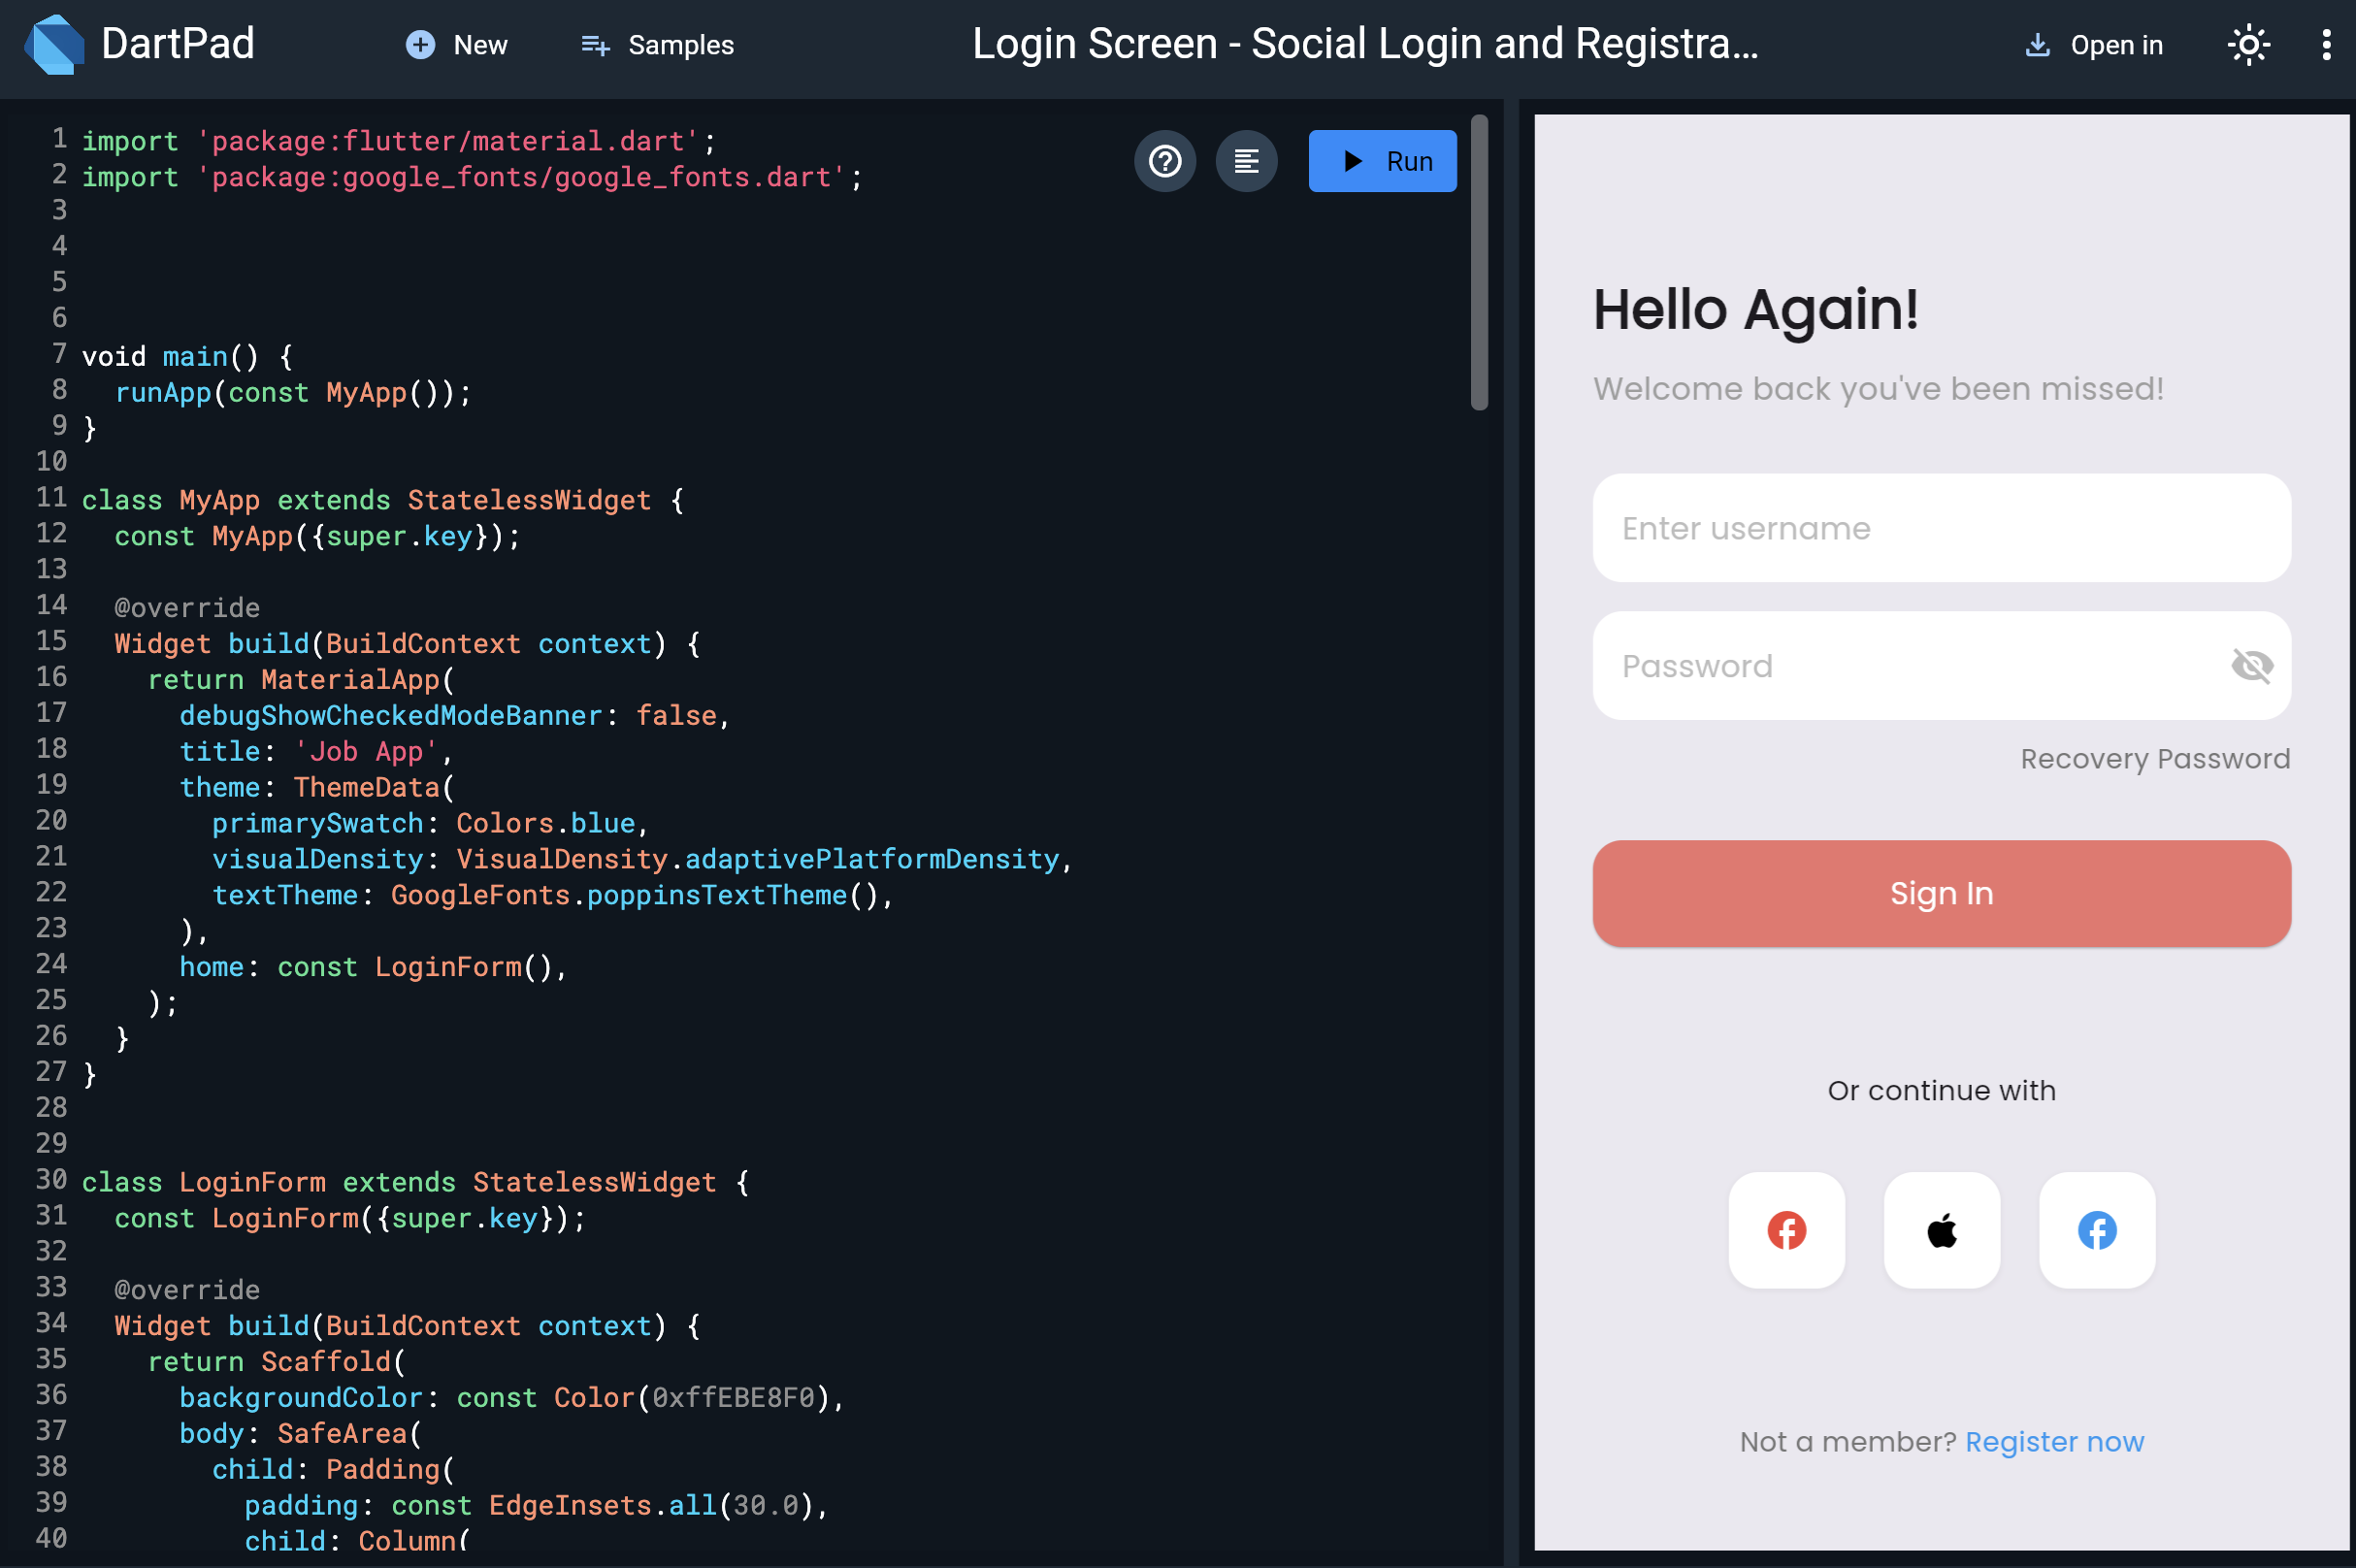 DartPad
New
Samples
Login Screen - Social Login and Registra...
Open in
Run
1 import 'package:flutter/material.dart';
2 import 'package:google_fonts/google_fonts.dart';
3
4
5
6
7 void main() {
8   runApp(const MyApp());
9 }
10
11 class MyApp extends StatelessWidget {
12   const MyApp({super.key});
13
14   @override
15   Widget build(BuildContext context) {
16     return MaterialApp(
17       debugShowCheckedModeBanner: false,
18       title: 'Job App',
19       theme: ThemeData(
20         primarySwatch: Colors.blue,
21         visualDensity: VisualDensity.adaptivePlatformDensity,
22         textTheme: GoogleFonts.poppinsTextTheme(),
23       ),
24       home: const LoginForm(),
25     );
26   }
27 }
28
29
30 class LoginForm extends StatelessWidget {
31   const LoginForm({super.key});
32
33   @override
34   Widget build(BuildContext context) {
35     return Scaffold(
36       backgroundColor: const Color(0xffEBE8F0),
37       body: SafeArea(
38         child: Padding(
39           padding: const EdgeInsets.all(30.0),
40           child: Column(
Hello Again!
Welcome back you've been missed!
Enter username
Password
Recovery Password
Sign In
Or continue with
Not a member? Register now